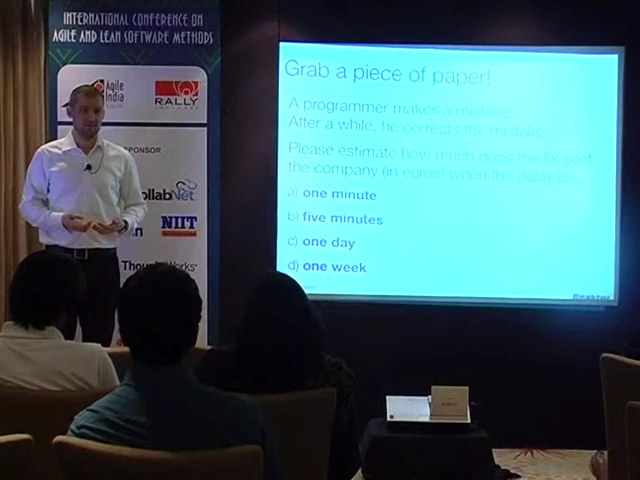 INTERNATIONAL CONFERENCE ON
AGILE AND LEAN SOFTWARE METHODS
Agile
India
RALLY
SPONSOR
CollabNet
NIIT
ThoughtWorks
Grab a piece of paper!
A programmer makes a mistake.
After a while, he corrects the mistake.
Please estimate how much does the fix cost
the company (in euros) when the delay is...
a) one minute
b) five minutes
c) one day
d) one week
Reaktor